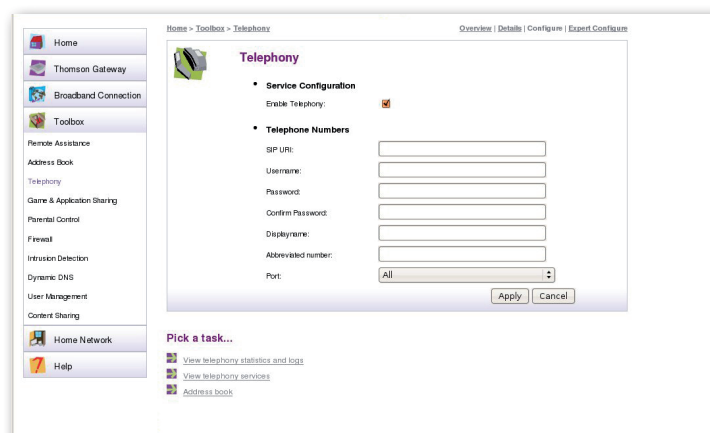 Home > Toolbox > Telephony
Overview | Details | Configure | Expert Configure
Home
Thomson Gateway
Broadband Connection
Toolbox
Remote Assistance
Address Book
Telephony
Game & Application Sharing
Parental Control
Firewall
Intrusion Detection
Dynamic DNS
User Management
Content Sharing
Home Network
Help
Telephony
• Service Configuration
Enable Telephony:
• Telephone Numbers
SIP URI:
Username:
Password:
Confirm Password:
Displayname:
Abbreviated number:
Port: All
Apply Cancel
Pick a task...
View telephony statistics and logs
View telephony services
Address book